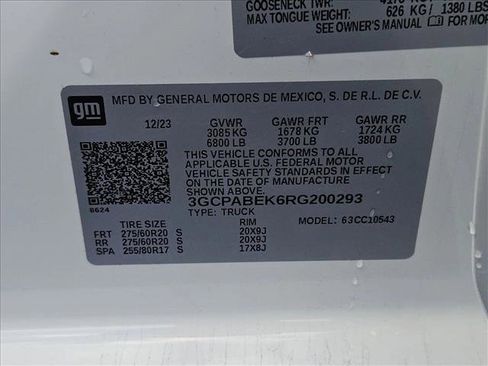 GOOSENECK TWR:
MAX TONGUE WEIGHT: 626 KG / 1380 LBS
SEE OWNER'S MANUAL FOR MOR
gm
MFD BY GENERAL MOTORS DE MEXICO, S. DE R.L. DE C.V.
12/23 GVWR GAWR FRT GAWR RR
3085 KG 1678 KG 1724 KG
6800 LB 3700 LB 3800 LB
THIS VEHICLE CONFORMS TO ALL
APPLICABLE U.S. FEDERAL MOTOR
VEHICLE SAFETY STANDARDS IN EFFECT ON
THE DATE OF MANUFACTURE
SHOWN ABOVE.
3GCPABEK6RG200293
8624 TYPE: TRUCK MODEL: 63CC10543
TIRE SIZE RIM
FRT 275/60R20 S 20X9J
RR 275/60R20 S 20X9J
SPA 255/80R17 S 17X8J